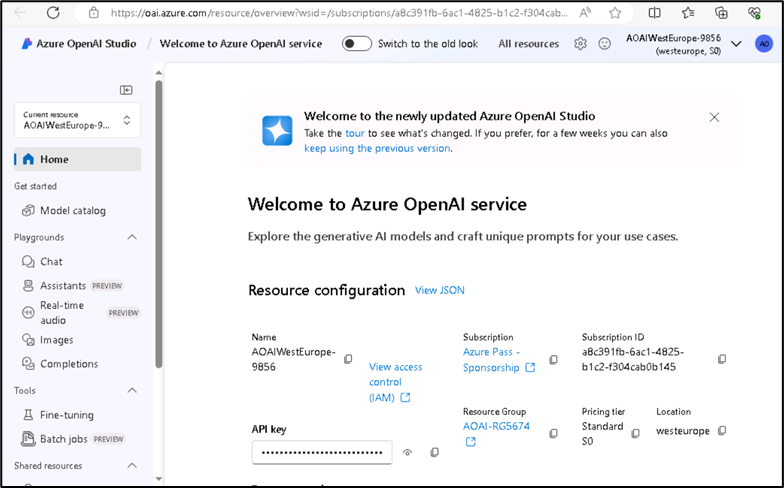 https://oai.azure.com/resource/overview?wsid=/subscriptions/a8c391fb-6ac1-4825-b1c2-f304cab...
Azure OpenAI Studio / Welcome to Azure OpenAI service
Switch to the old look
All resources
AOAIWestEurope-9856
(westeurope, S0)
AO
Current resource
AOAIWestEurope-9...
Home
Get started
Model catalog
Playgrounds
Chat
Assistants PREVIEW
Real-time
audio
PREVIEW
Images
Completions
Tools
Fine-tuning
Batch jobs PREVIEW
Shared resources
Welcome to the newly updated Azure OpenAI Studio
Take the tour to see what's changed. If you prefer, for a few weeks you can also
keep using the previous version.
Welcome to Azure OpenAI service
Explore the generative AI models and craft unique prompts for your use cases.
Resource configuration View JSON
Name
AOAIWestEurope-
9856
View access
control
(IAM)
Subscription
Azure Pass -
Sponsorship
Subscription ID
a8c391fb-6ac1-4825-
b1c2-f304cab0b145
API key
Resource Group
AOAI-RG5674
Pricing tier
Standard
S0
Location
westeurope